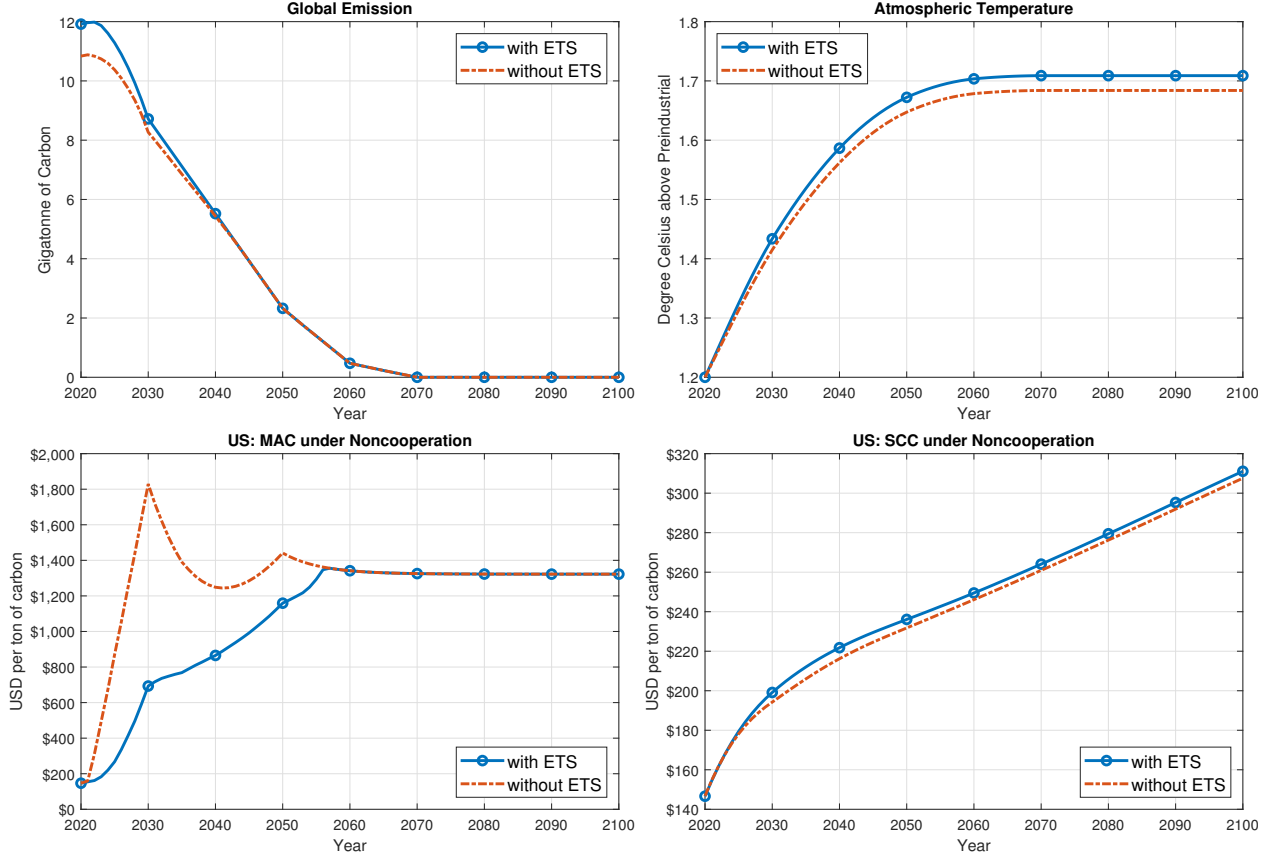 Global Emission
12
10
8
6
4
2
0
Gigatonne of Carbon
with ETS
without ETS
2020 2030 2040 2050 2060 2070 2080 2090 2100
Year
Atmospheric Temperature
1.8
1.7
1.6
1.5
1.4
1.3
1.2
Degree Celsius above Preindustrial
with ETS
without ETS
2020 2030 2040 2050 2060 2070 2080 2090 2100
Year
US: MAC under Noncooperation
$2,000
$1,800
$1,600
$1,400
$1,200
$1,000
$800
$600
$400
$200
$0
USD per ton of carbon
with ETS
without ETS
2020 2030 2040 2050 2060 2070 2080 2090 2100
Year
US: SCC under Noncooperation
$320
$300
$280
$260
$240
$220
$200
$180
$160
$140
USD per ton of carbon
with ETS
without ETS
2020 2030 2040 2050 2060 2070 2080 2090 2100
Year